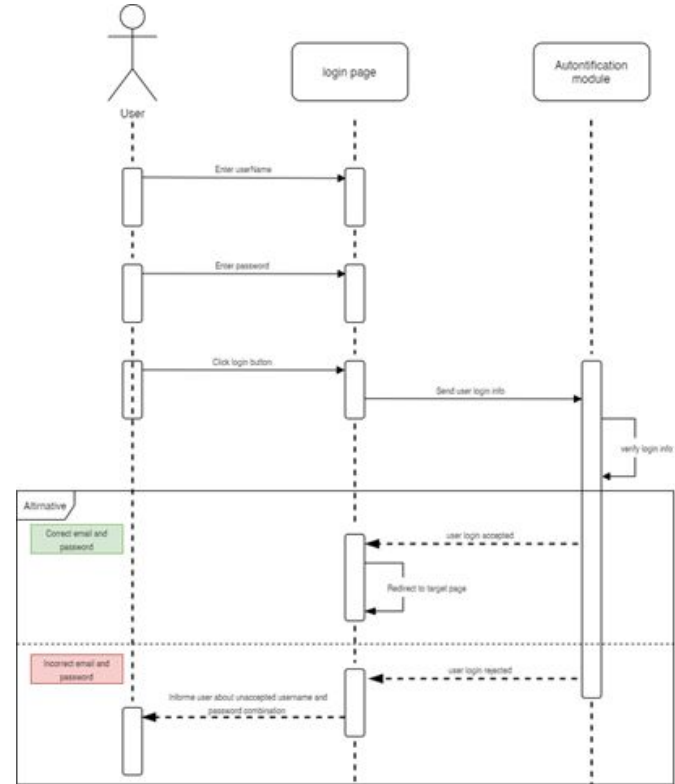 User
login page
Autontification
module
Enter userName
Enter password
Click login button
Send user login info
verify login info
Altirnative
Correct email and
password
user login accepted
Redirect to target page
Incorrect email and
password
user login rejected
Informe user about unaccepted username and
password combination